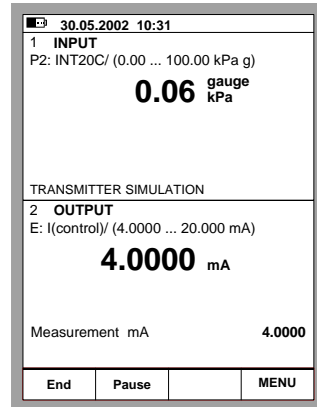 30.05.2002 10:31
1 INPUT
P2: INT20C/ (0.00 ... 100.00 kPa g)
0.06 gauge kPa
TRANSMITTER SIMULATION
2 OUTPUT
E: I(control)/ (4.0000 ... 20.000 mA)
4.0000 mA
Measurement mA 4.0000
End Pause MENU